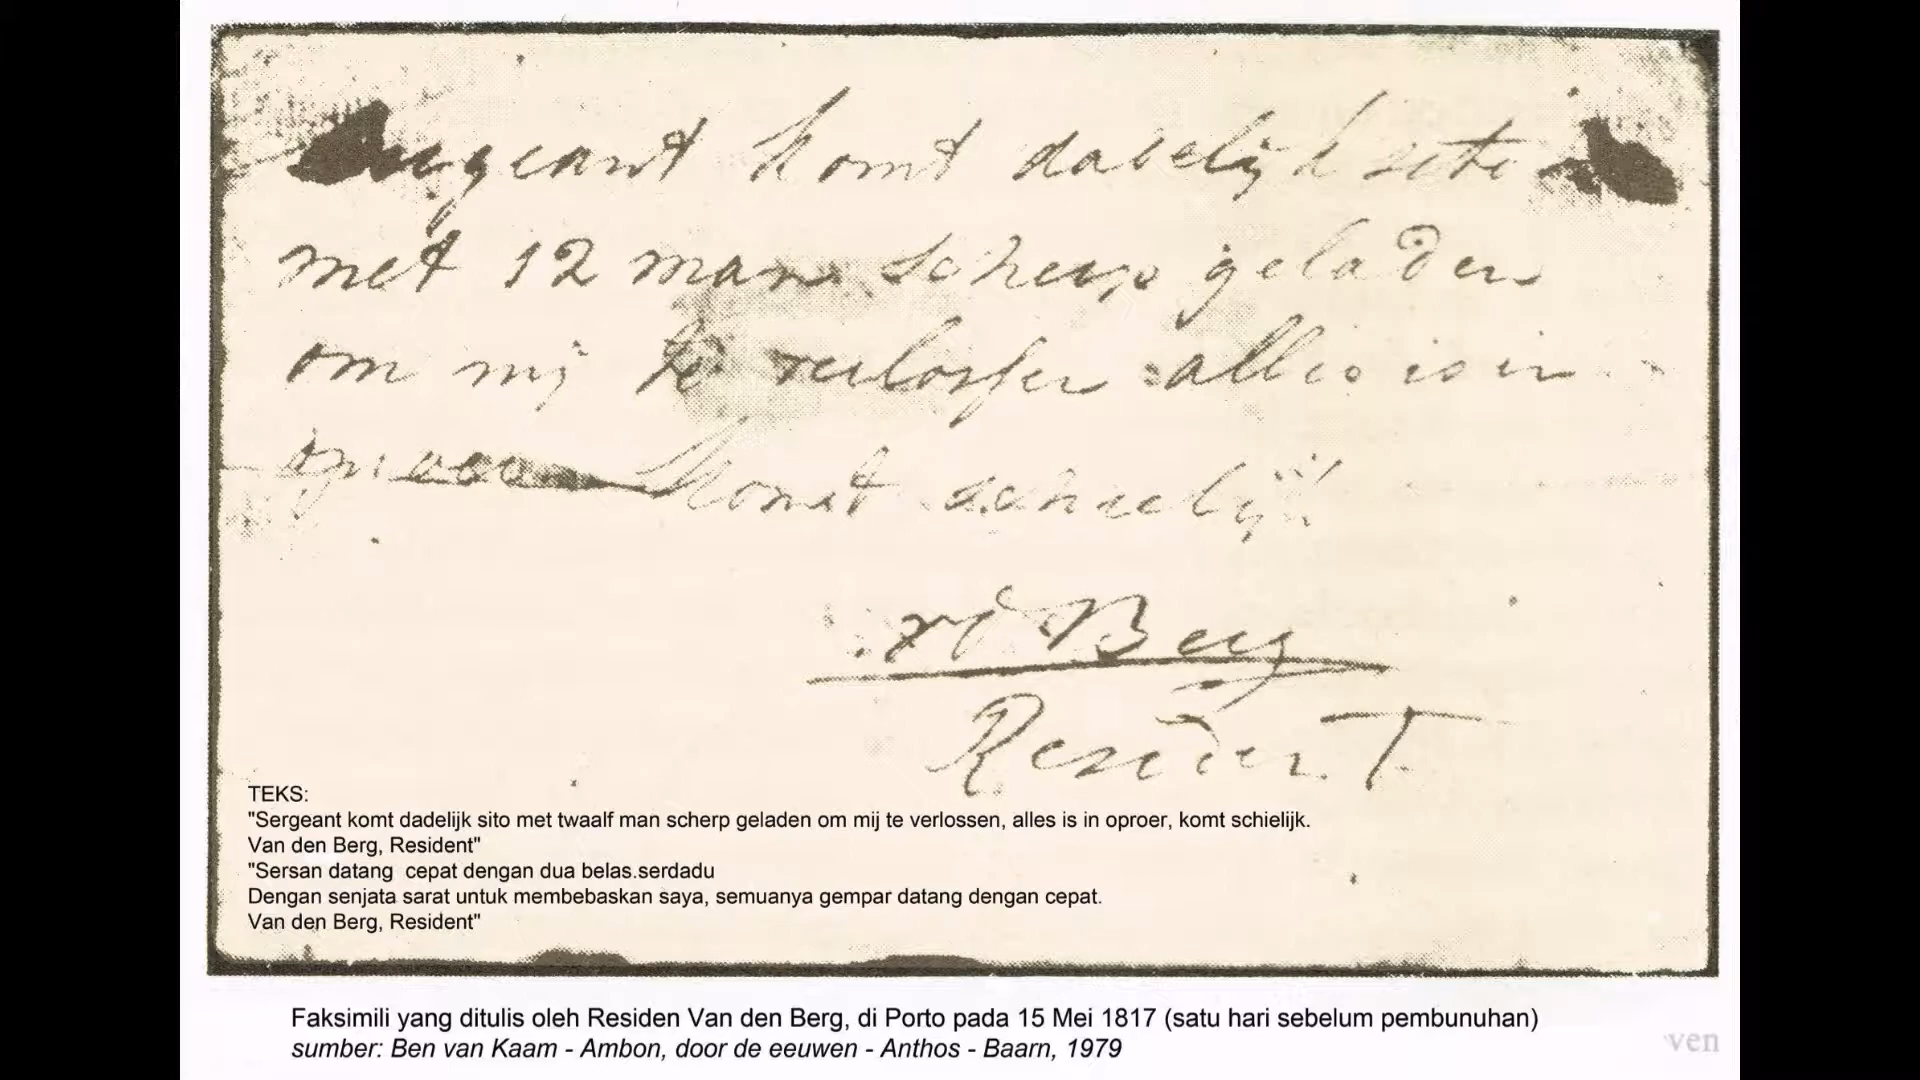 Sergeant komt dadelijk sito
met 12 man scherp geladen
om mij te verlossen alles is in
oproer komt schielijk
vd Berg
Resident
TEKS:
"Sergeant komt dadelijk sito met twaalf man scherp geladen om mij te verlossen, alles is in oproer, komt schielijk.
Van den Berg, Resident"
"Sersan datang cepat dengan dua belas.serdadu
Dengan senjata sarat untuk membebaskan saya, semuanya gempar datang dengan cepat.
Van den Berg, Resident"
Faksimili yang ditulis oleh Residen Van den Berg, di Porto pada 15 Mei 1817 (satu hari sebelum pembunuhan)
sumber: Ben van Kaam - Ambon, door de eeuwen - Anthos - Baarn, 1979
ven